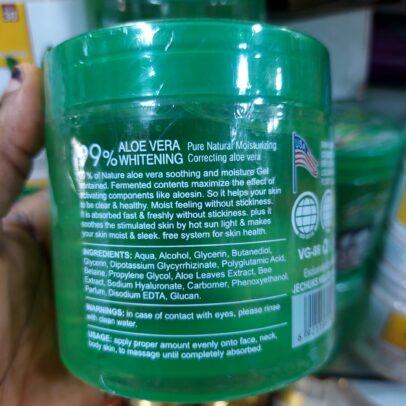 99% ALOE VERA WHITENING
Pure Natural Moisturizing
Correcting aloe vera
% of Nature aloe vera soothing and moisture Gel
contained. Fermented contents maximize the effect of
activating components like aloesin. So it helps your skin
to be clear & healthy. Moist feeling without stickiness.
It is absorbed fast & freshly without stickiness. plus it
soothes the stimulated skin by hot sun light & makes
your skin moist & sleek. free system for skin health.
INGREDIENTS: Aqua, Alcohol, Glycerin, Butanediol,
Glycerin, Dipotassium Glycyrrhizinate, Polyglutamic Acid,
Betaine, Propylene Glycol, Aloe Leaves Extract, Bee
Extract, Sodium Hyaluronate, Carbomer, Phenoxyethanol,
Parfum, Disodium EDTA, Glucan.
WARNINGS: in case of contact with eyes, please rinse
with clean water.
USAGE: apply proper amount evenly onto face, neck,
body skin, to massage until completely absorbed.
USA
VG-86
JECHUKS